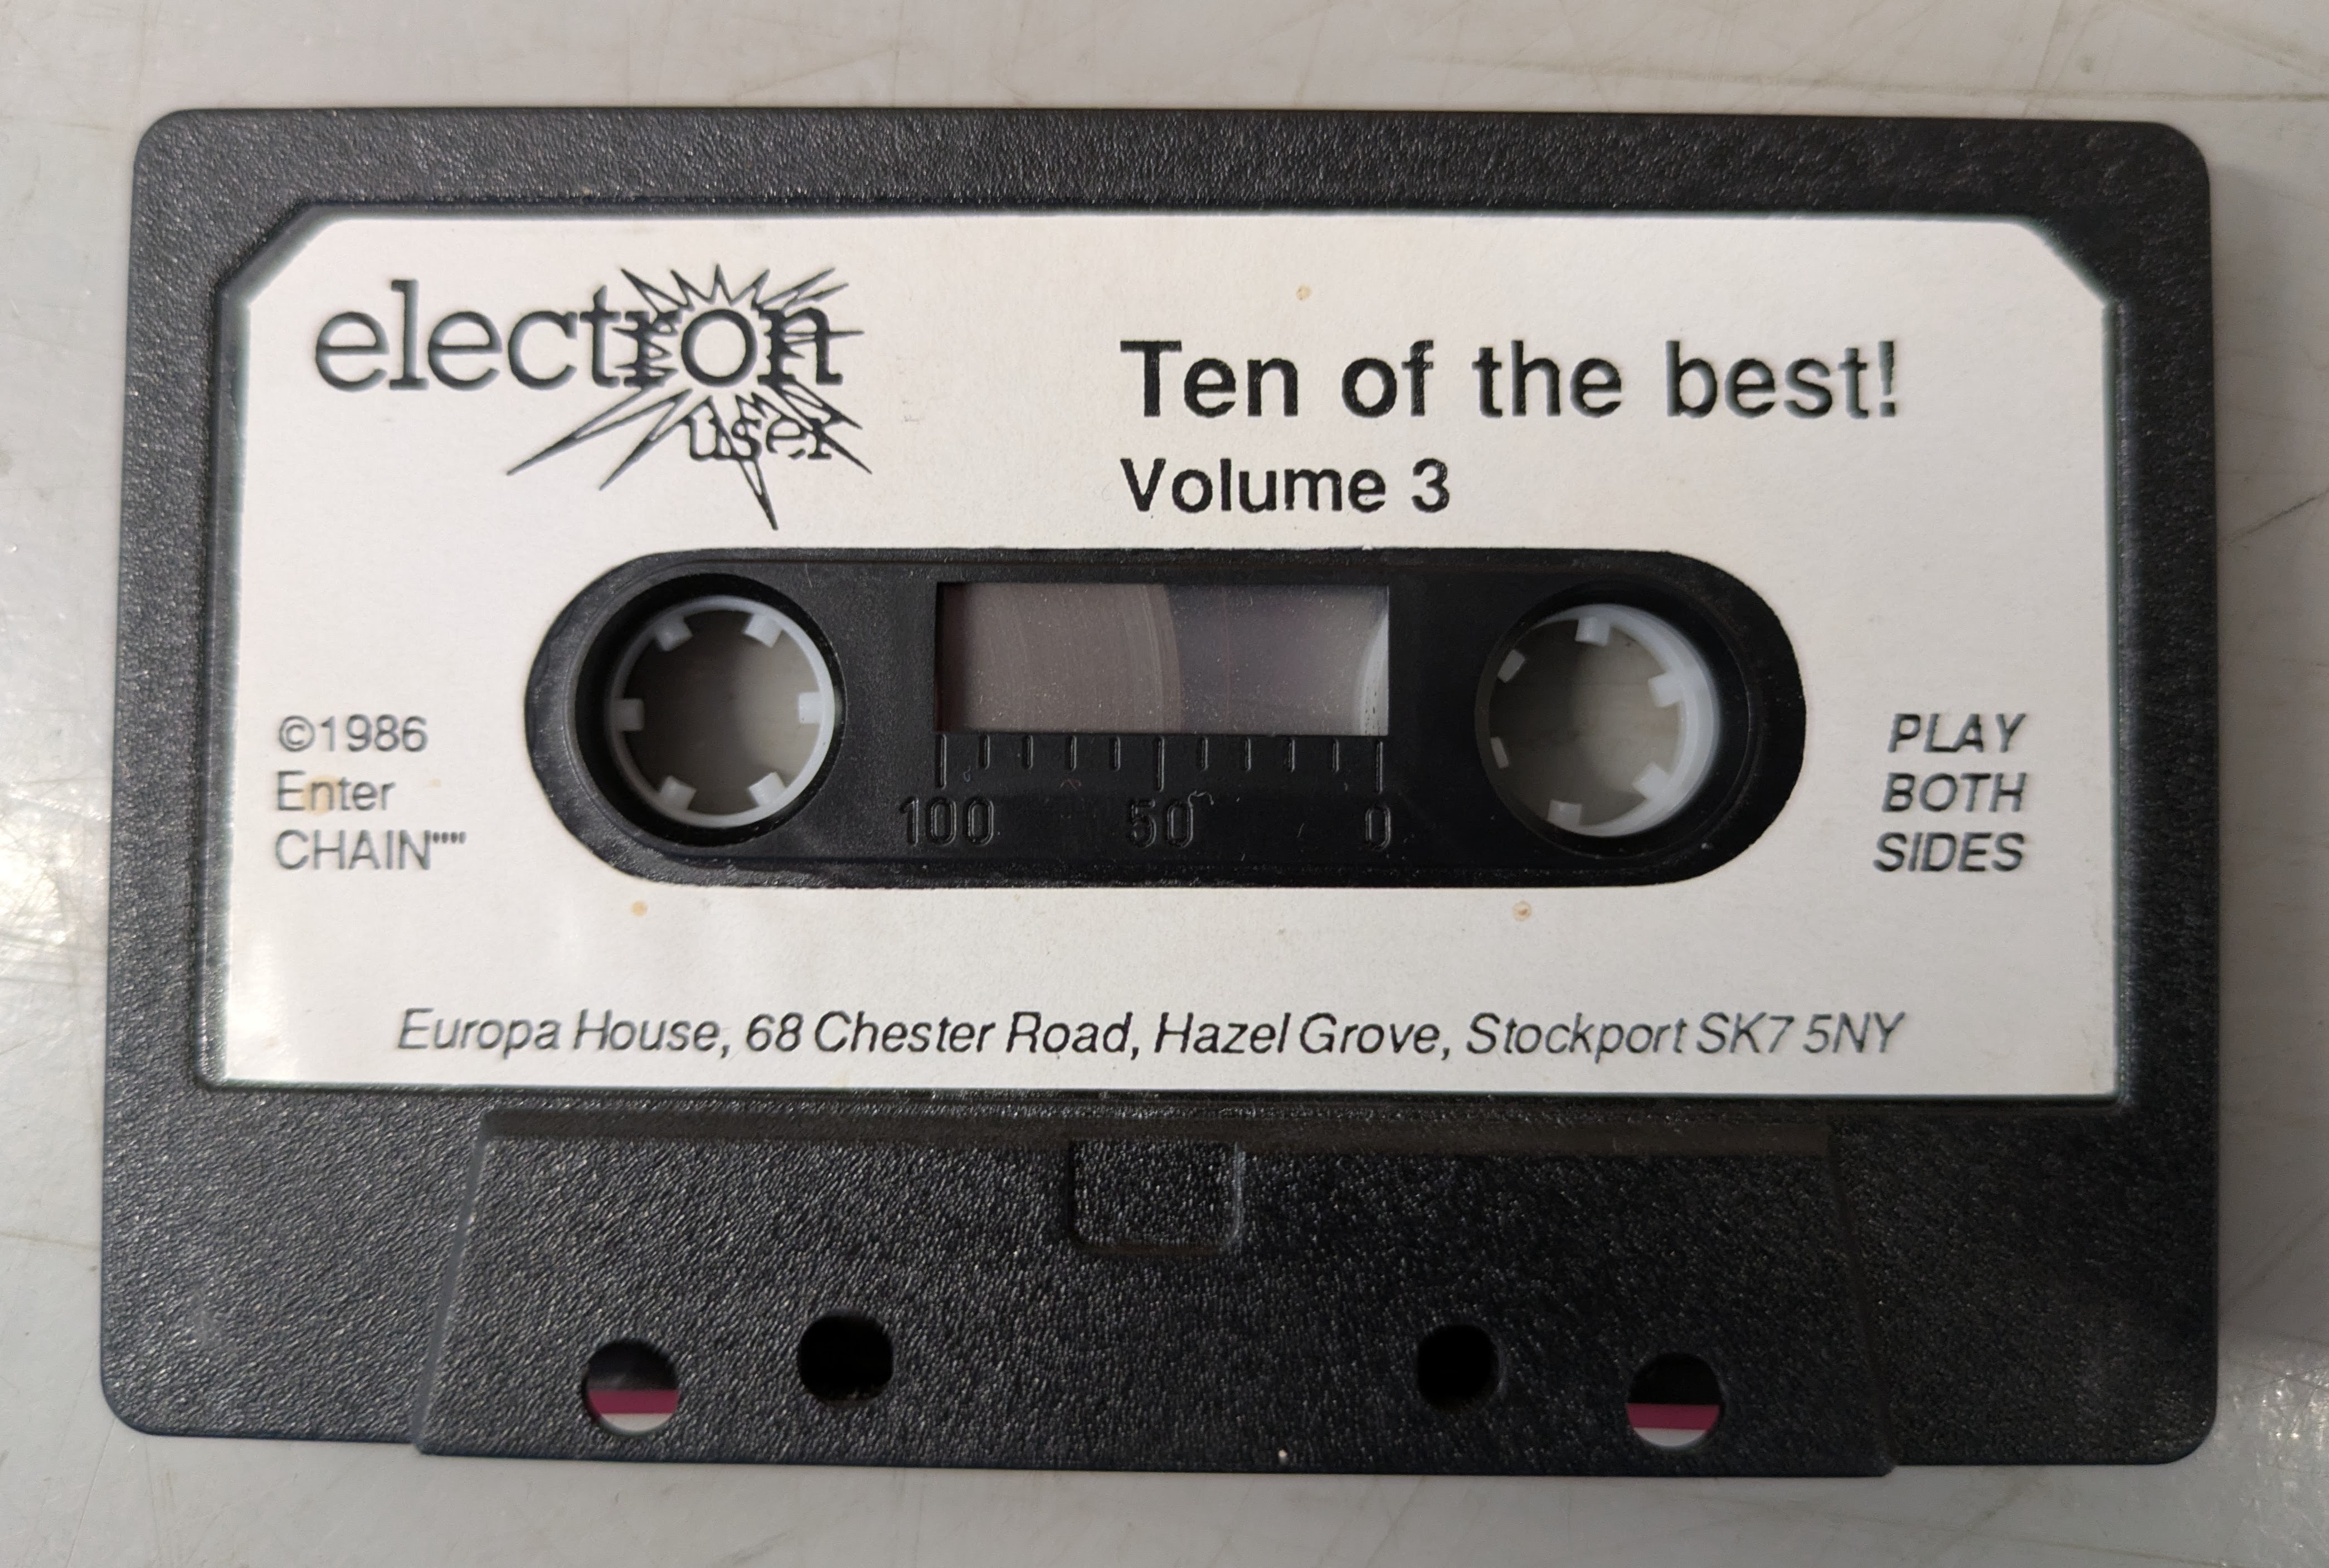 electron
user
Ten of the best!
Volume 3
©1986
Enter
CHAIN""
100 50 0
PLAY
BOTH
SIDES
Europa House, 68 Chester Road, Hazel Grove, Stockport SK7 5NY